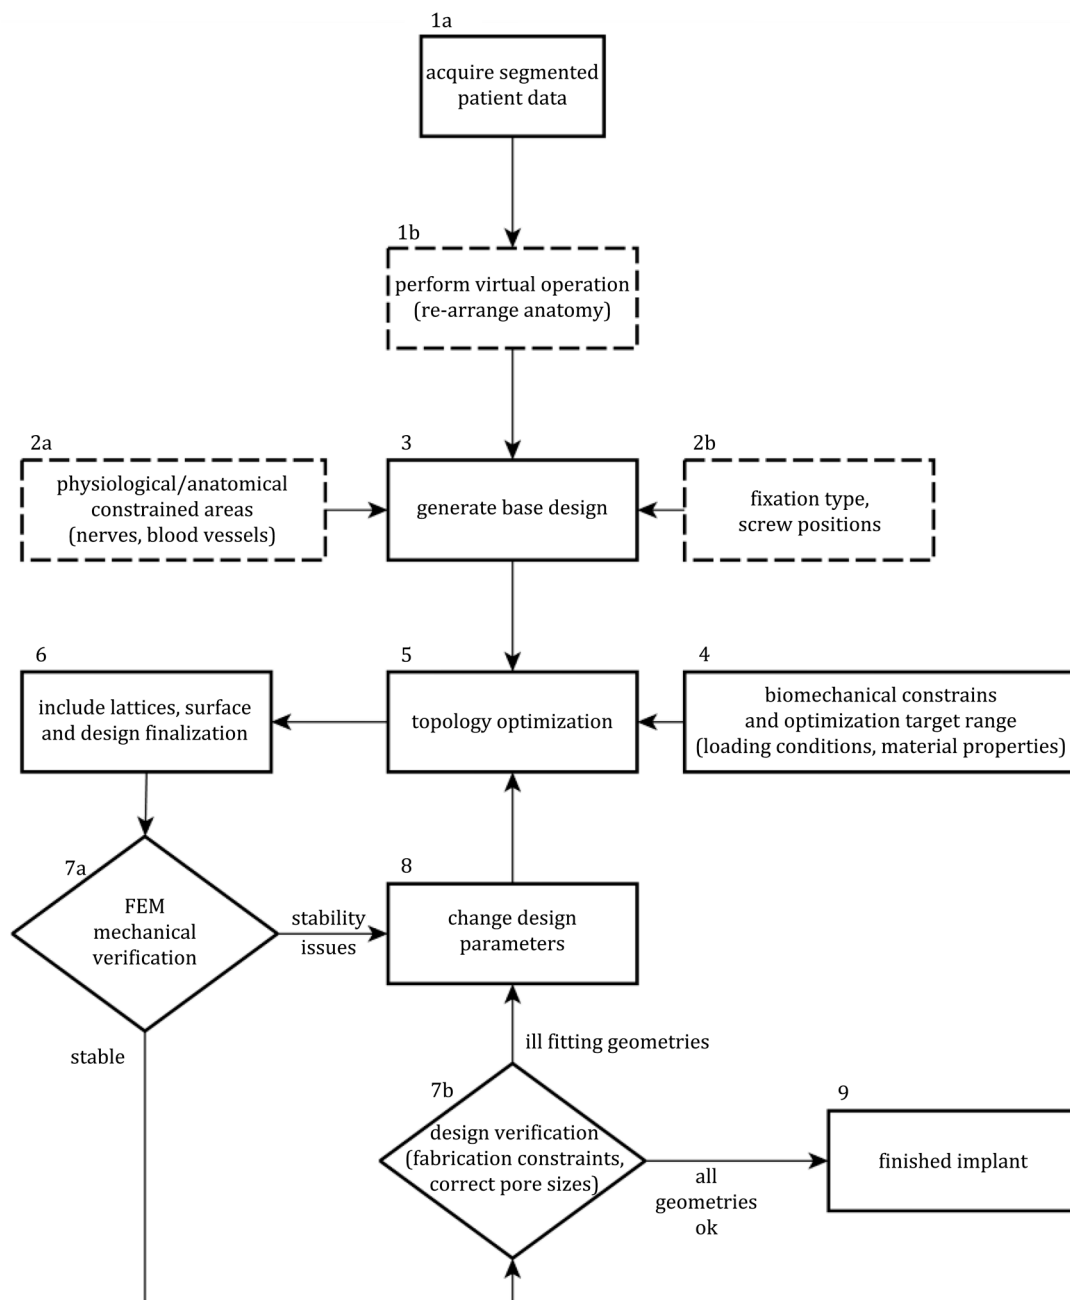 1a
acquire segmented
patient data
1b
perform virtual operation
(re-arrange anatomy)
2a
physiological/anatomical
constrained areas
(nerves, blood vessels)
3
generate base design
2b
fixation type,
screw positions
6
include lattices, surface
and design finalization
5
topology optimization
4
biomechanical constrains
and optimization target range
(loading conditions, material properties)
7a
FEM
mechanical
verification
stability
issues
8
change design
parameters
stable
ill fitting geometries
7b
design verification
(fabrication constraints,
correct pore sizes)
all
geometries
ok
9
finished implant